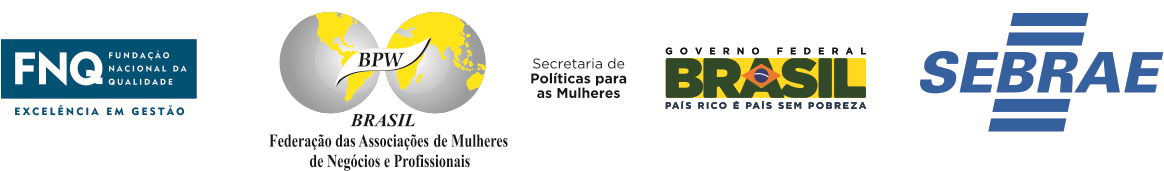 FNQ
FUNDAÇÃO
NACIONAL DA
QUALIDADE
EXCELÊNCIA EM GESTÃO
BPW
BRASIL
Federação das Associações de Mulheres
de Negócios e Profissionais
Secretaria de
Políticas para
as Mulheres
GOVERNO FEDERAL
BRASIL
PAÍS RICO É PAÍS SEM POBREZA
SEBRAE